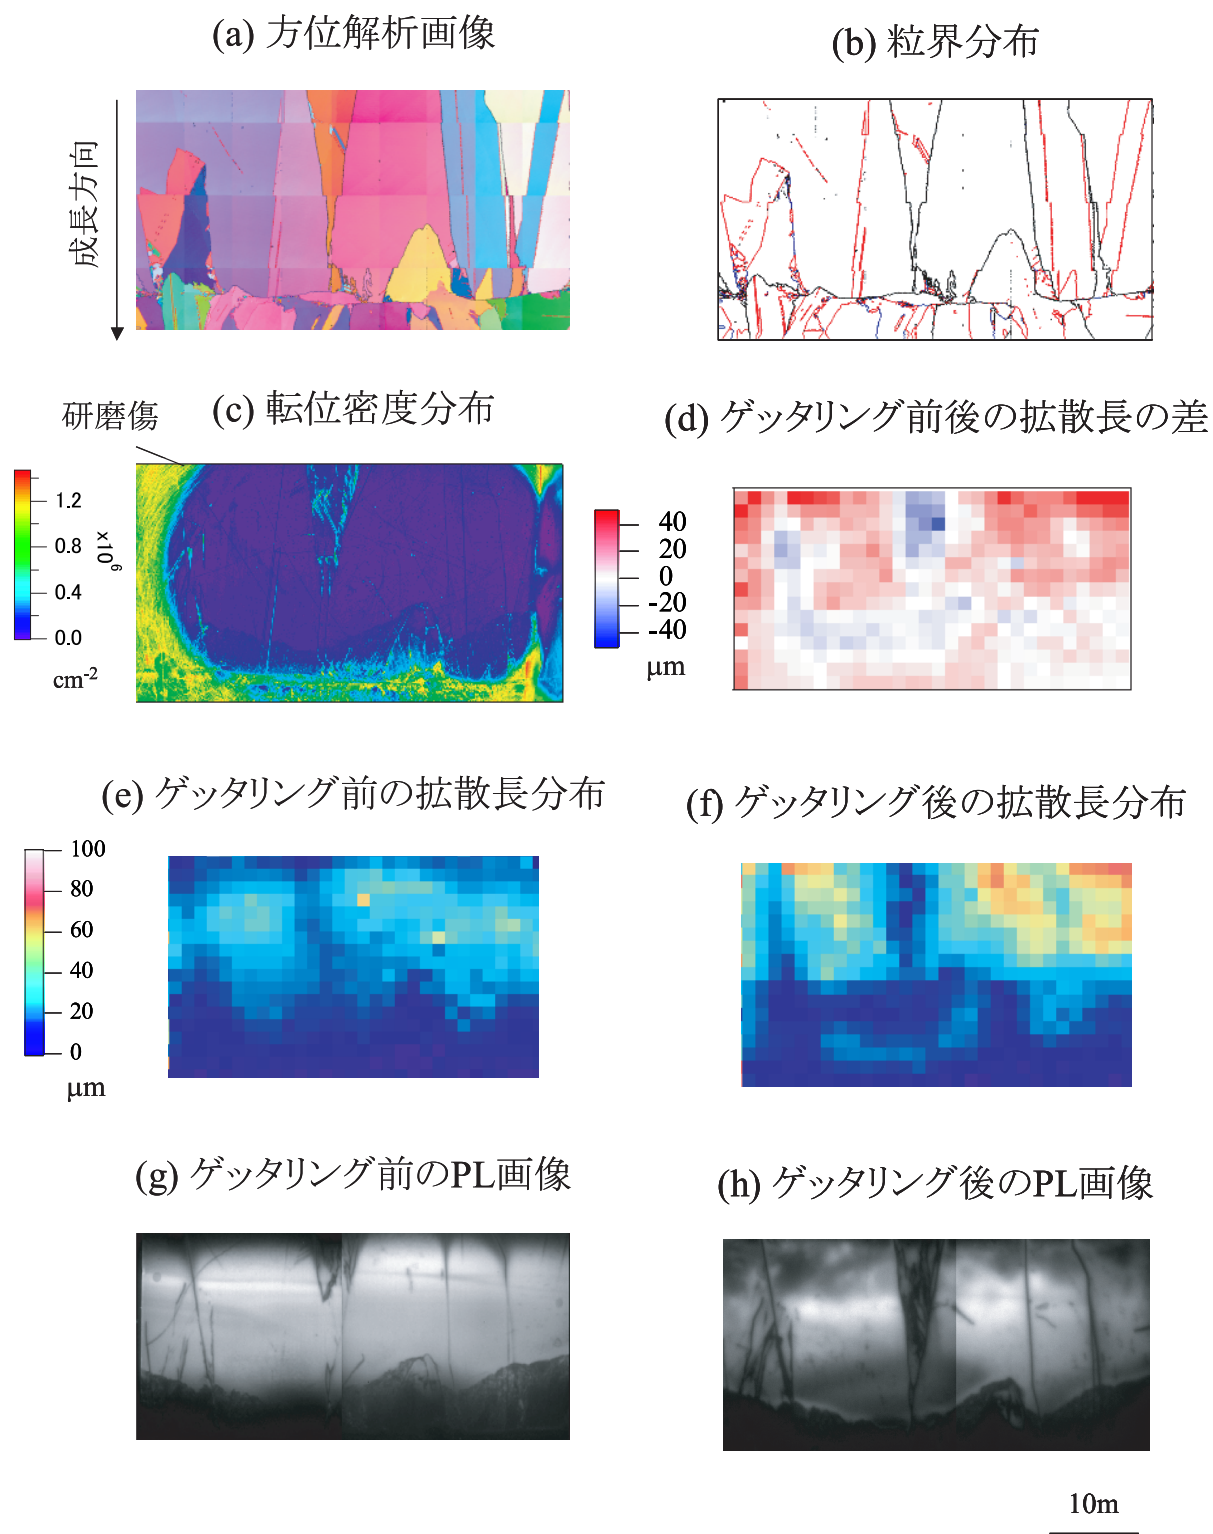 (a) 方位解析画像
(b) 粒界分布
成長方向
研磨傷
(c) 転位密度分布
(d) ゲッタリング前後の拡散長の差
1.2
0.8
0.4
0.0
x10⁶
cm⁻²
40
20
0
-20
-40
μm
(e) ゲッタリング前の拡散長分布
(f) ゲッタリング後の拡散長分布
100
80
60
40
20
0
μm
(g) ゲッタリング前のPL画像
(h) ゲッタリング後のPL画像
10m